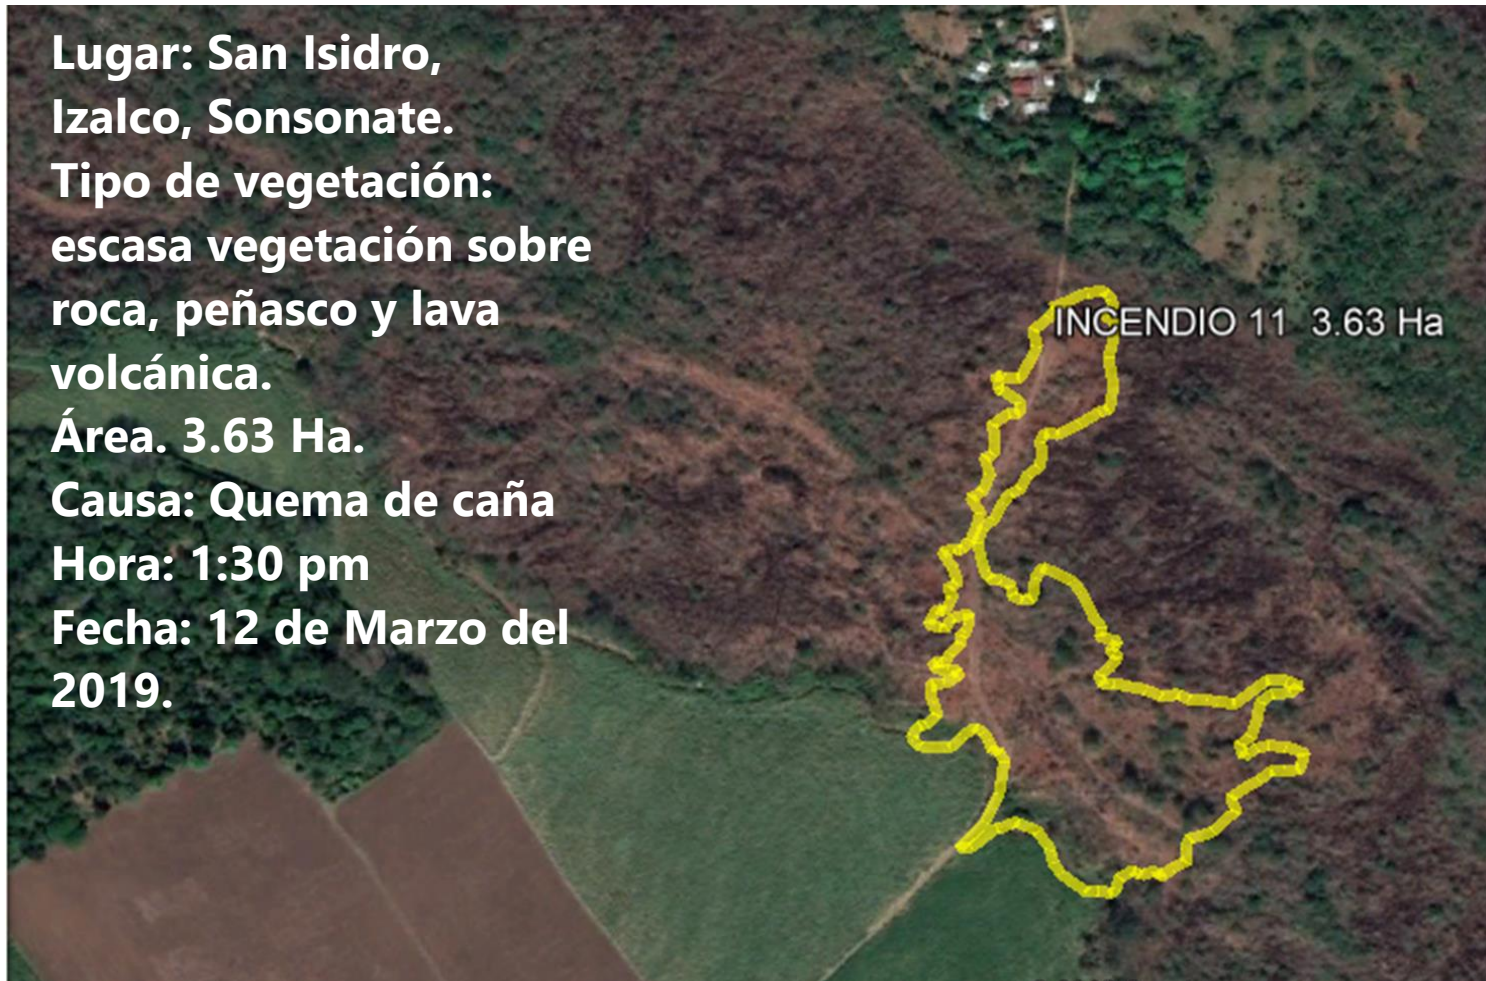 Lugar: San Isidro,
Izalco, Sonsonate.
Tipo de vegetación:
escasa vegetación sobre
roca, peñasco y lava
volcánica.
Área. 3.63 Ha.
Causa: Quema de caña
Hora: 1:30 pm
Fecha: 12 de Marzo del
2019.
INCENDIO 11  3.63 Ha